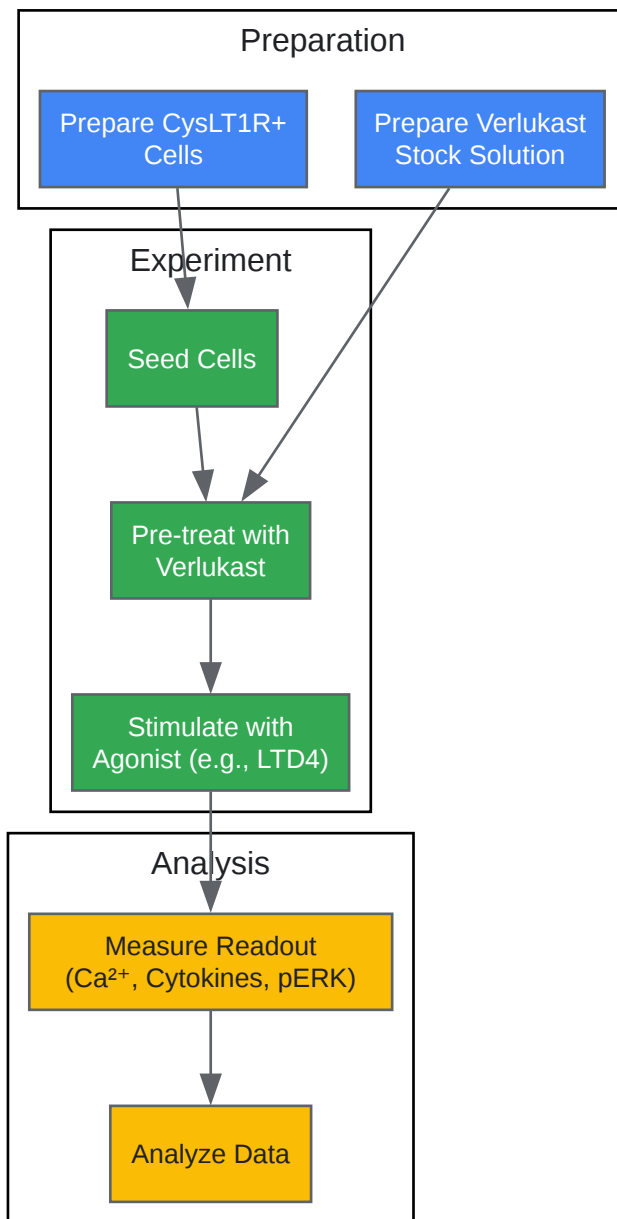 Preparation
Prepare CysLT1R+
Cells
Prepare Verlukast
Stock Solution
Experiment
Seed Cells
Pre-treat with
Verlukast
Stimulate with
Agonist (e.g., LTD4)
Analysis
Measure Readout
(Ca²⁺, Cytokines, pERK)
Analyze Data